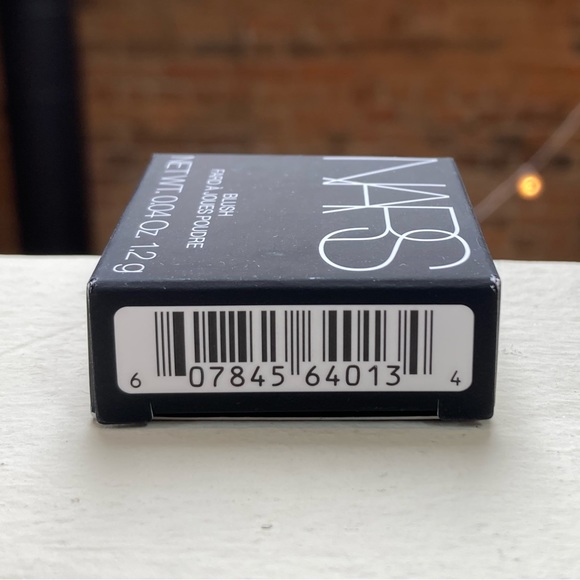 NARS
BLUSH
FARD À JOUES POUDRE
NET WT. 0.04 Oz 1.2 g
6 07845 64013 4